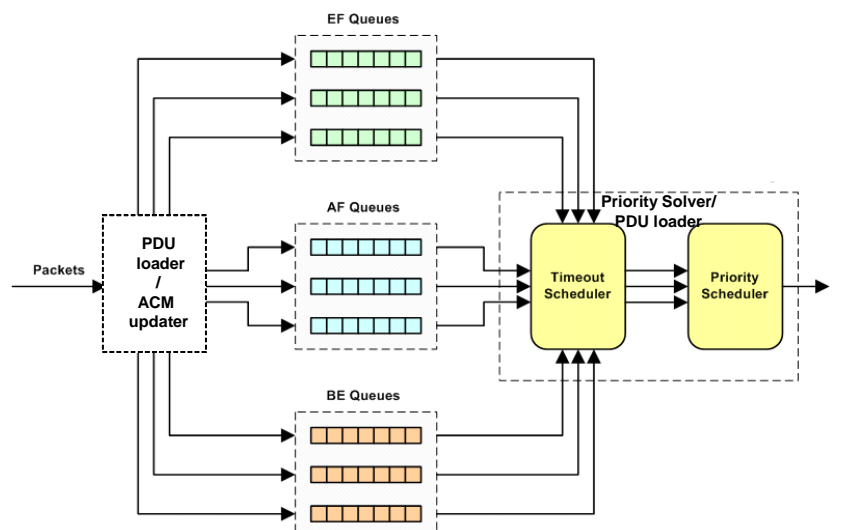 EF Queues
AF Queues
Priority Solver/
PDU loader
PDU
loader
/
ACM
updater
Packets
Timeout
Scheduler
Priority
Scheduler
BE Queues